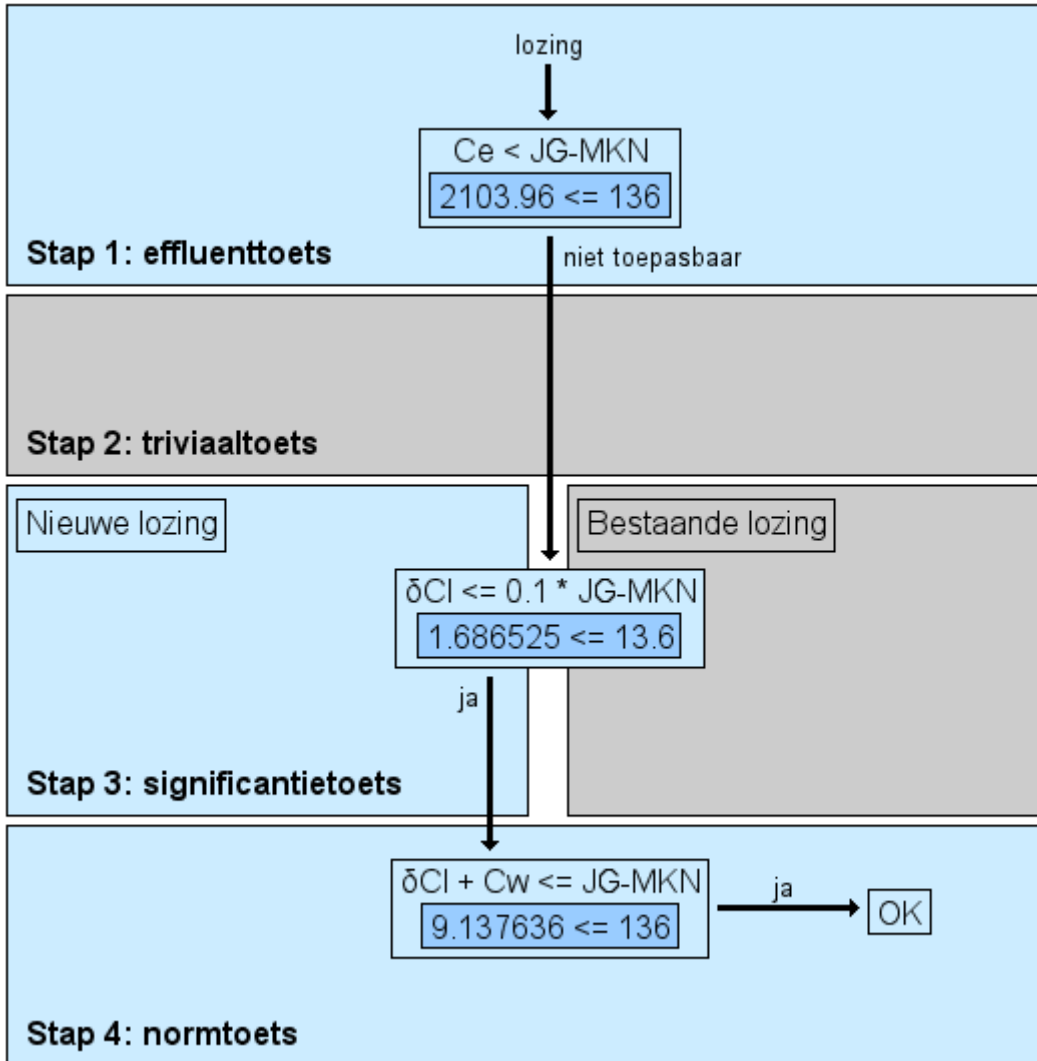 lozing
Ce < JG-MKN
2103.96 <= 136
Stap 1: effluenttoets
niet toepasbaar
Stap 2: triviaaltoets
Nieuwe lozing
Bestaande lozing
δCl <= 0.1 * JG-MKN
1.686525 <= 13.6
ja
Stap 3: significantietoets
δCl + Cw <= JG-MKN
9.137636 <= 136
ja
OK
Stap 4: normtoets